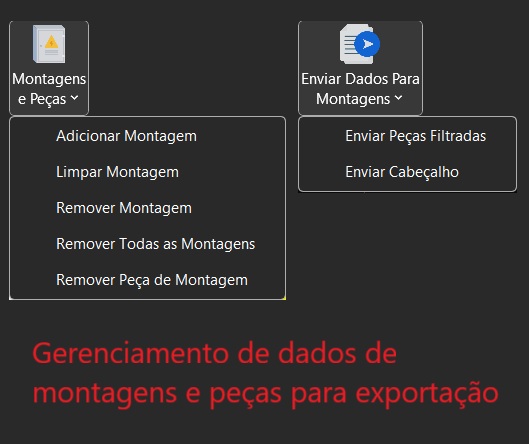 Montagens
e Peças
Adicionar Montagem
Limpar Montagem
Remover Montagem
Remover Todas as Montagens
Remover Peça de Montagem
Enviar Dados Para
Montagens
Enviar Peças Filtradas
Enviar Cabeçalho
Gerenciamento de dados de
montagens e peças para exportação